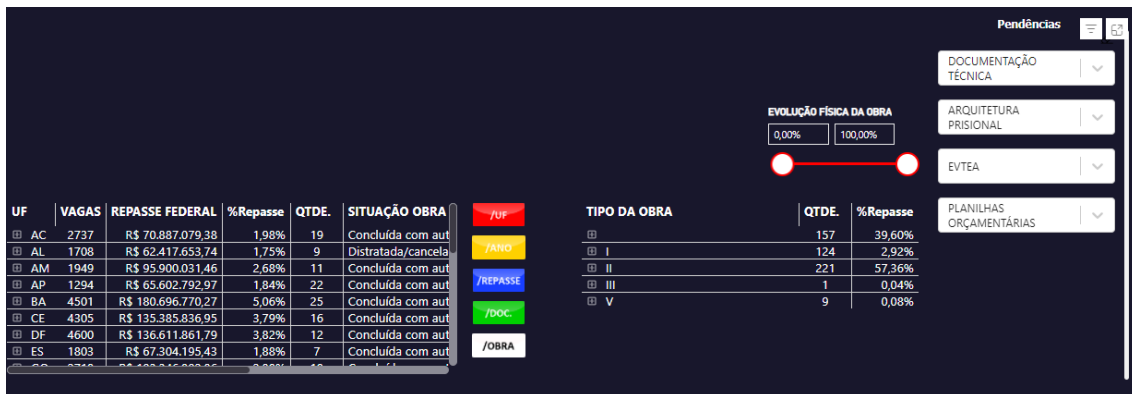 Pendências
DOCUMENTAÇÃO
TÉCNICA
EVOLUÇÃO FÍSICA DA OBRA
0,00% 100,00%
ARQUITETURA
PRISIONAL
EVTEA
PLANILHAS
ORÇAMENTÁRIAS
UF VAGAS REPASSE FEDERAL %Repasse QTDE. SITUAÇÃO OBRA
AC 2737 R$ 70.887.079,38 1,98% 19 Concluída com aut
AL 1708 R$ 62.417.653,74 1,75% 9 Distratada/cancela
AM 1949 R$ 95.900.031,46 2,68% 11 Concluída com aut
AP 1294 R$ 65.602.792,97 1,84% 22 Concluída com aut
BA 4501 R$ 180.696.770,27 5,06% 25 Concluída com aut
CE 4305 R$ 135.385.836,95 3,79% 16 Concluída com aut
DF 4600 R$ 136.611.861,79 3,82% 12 Concluída com aut
ES 1803 R$ 67.304.195,43 1,88% 7 Concluída com aut
/UF
/ANO
/REPASSE
/DOC.
/OBRA
TIPO DA OBRA QTDE. %Repasse
157 39,60%
I 124 2,92%
II 221 57,36%
III 1 0,04%
V 9 0,08%